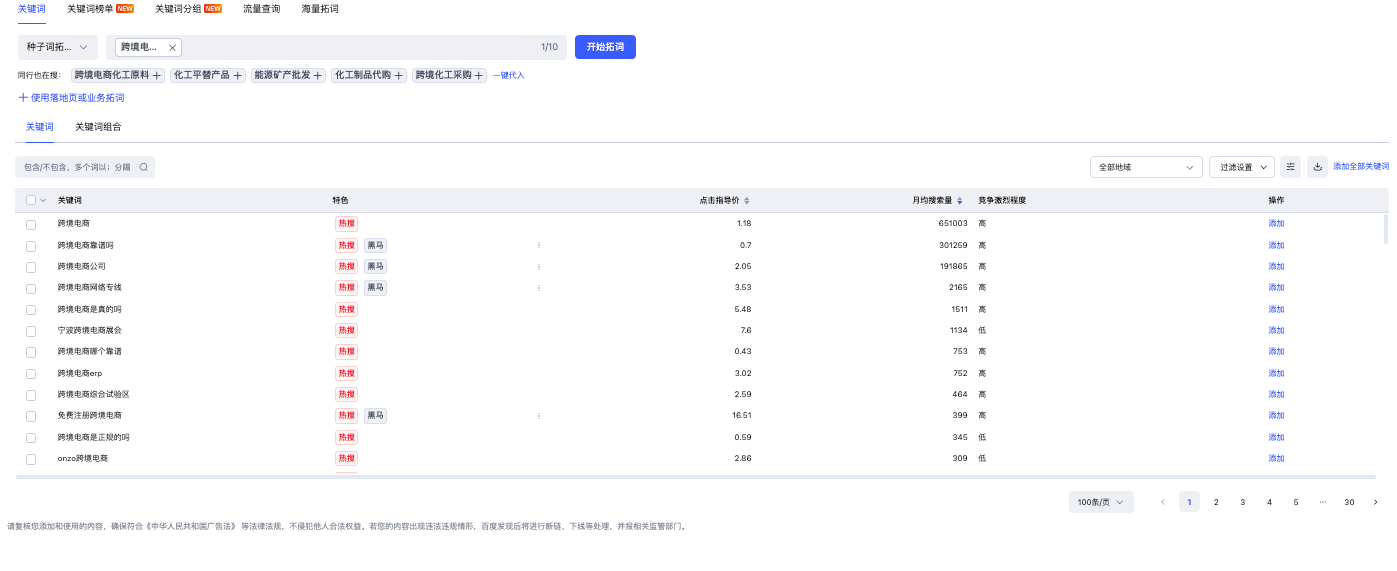 关键词 关键词榜单 NEW 关键词分组 NEW 流量查询 海量拓词
种子词拓... 跨境电... 1/10 开始拓词
同行也在搜: 跨境电商化工原料 化工平替产品 能源矿产批发 化工制品代购 跨境化工采购 一键代入
使用落地页或业务拓词
关键词 关键词组合
包含/不包含，多个词以；分隔 全部地域 过滤设置 添加全部关键词
关键词 特色 点击指导价 月均搜索量 竞争激烈程度 操作
跨境电商 热搜 1.18 651003 高 添加
跨境电商靠谱吗 热搜 黑马 0.7 301259 高 添加
跨境电商公司 热搜 黑马 2.05 191865 高 添加
跨境电商网络专线 热搜 黑马 3.53 2165 高 添加
跨境电商是真的吗 热搜 5.48 1511 高 添加
宁波跨境电商展会 热搜 7.6 1134 低 添加
跨境电商哪个靠谱 热搜 0.43 753 高 添加
跨境电商erp 热搜 3.02 752 高 添加
跨境电商综合试验区 热搜 2.59 464 高 添加
免费注册跨境电商 热搜 黑马 16.51 399 高 添加
跨境电商是正规的吗 热搜 0.59 345 低 添加
onzo跨境电商 热搜 2.86 309 低 添加
100条/页 1 2 3 4 5 ... 30
请复核您添加和使用的内容，确保符合《中华人民共和国广告法》 等法律法规，不侵犯他人合法权益。若您的内容出现违法违规情形，百度发现后将进行断链、下线等处理，并报相关监管部门。